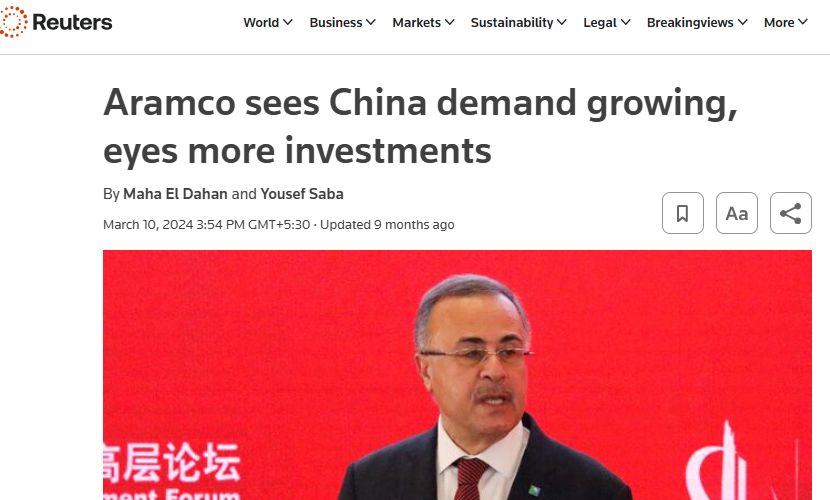 Reuters
World Business Markets Sustainability Legal Breakingviews More
Aramco sees China demand growing,
eyes more investments
By Maha El Dahan and Yousef Saba
March 10, 2024 3:54 PM GMT+5:30 · Updated 9 months ago
Aa
高层论坛
ment Forum